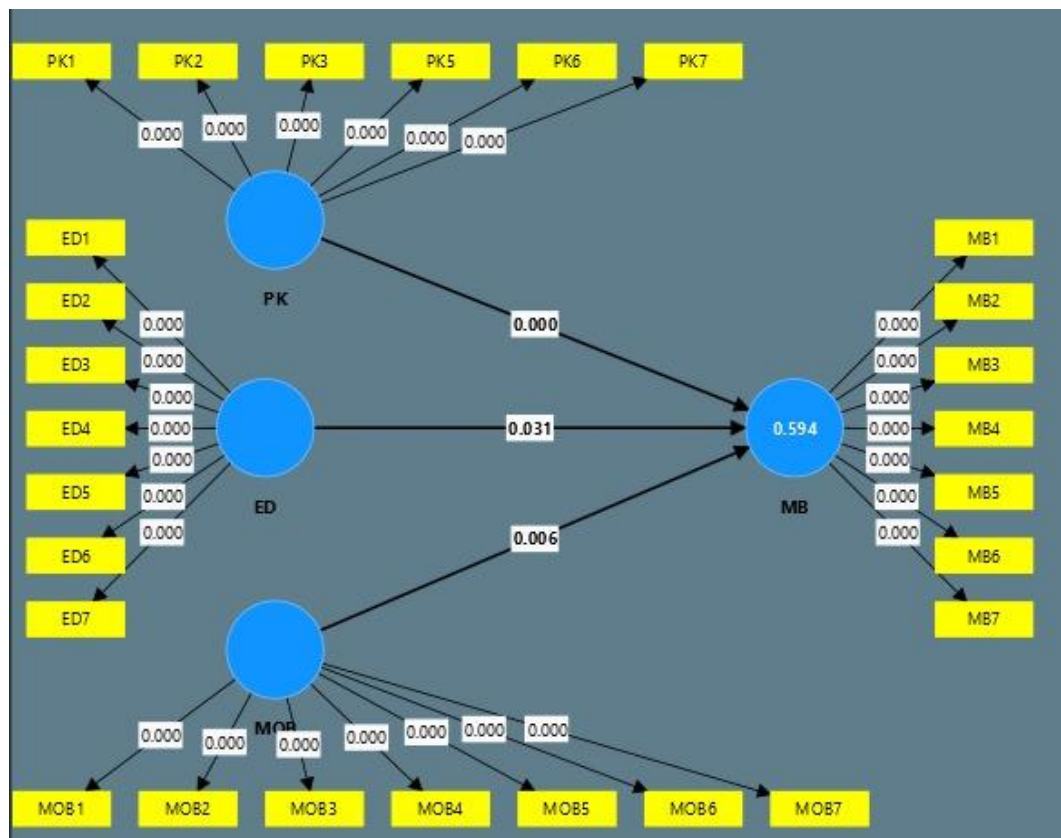 PK1 PK2 PK3 PK5 PK6 PK7
0.000 0.000 0.000 0.000 0.000 0.000
PK
ED1
ED2
ED3
ED4
ED5
ED6
ED7
0.000
0.000
0.000
0.000
0.000
0.000
0.000
ED
0.000
0.031
0.006
0.594
MB
0.000
0.000
0.000
0.000
0.000
0.000
0.000
MB1
MB2
MB3
MB4
MB5
MB6
MB7
MOB
0.000 0.000 0.000 0.000 0.000 0.000 0.000
MOB1 MOB2 MOB3 MOB4 MOB5 MOB6 MOB7